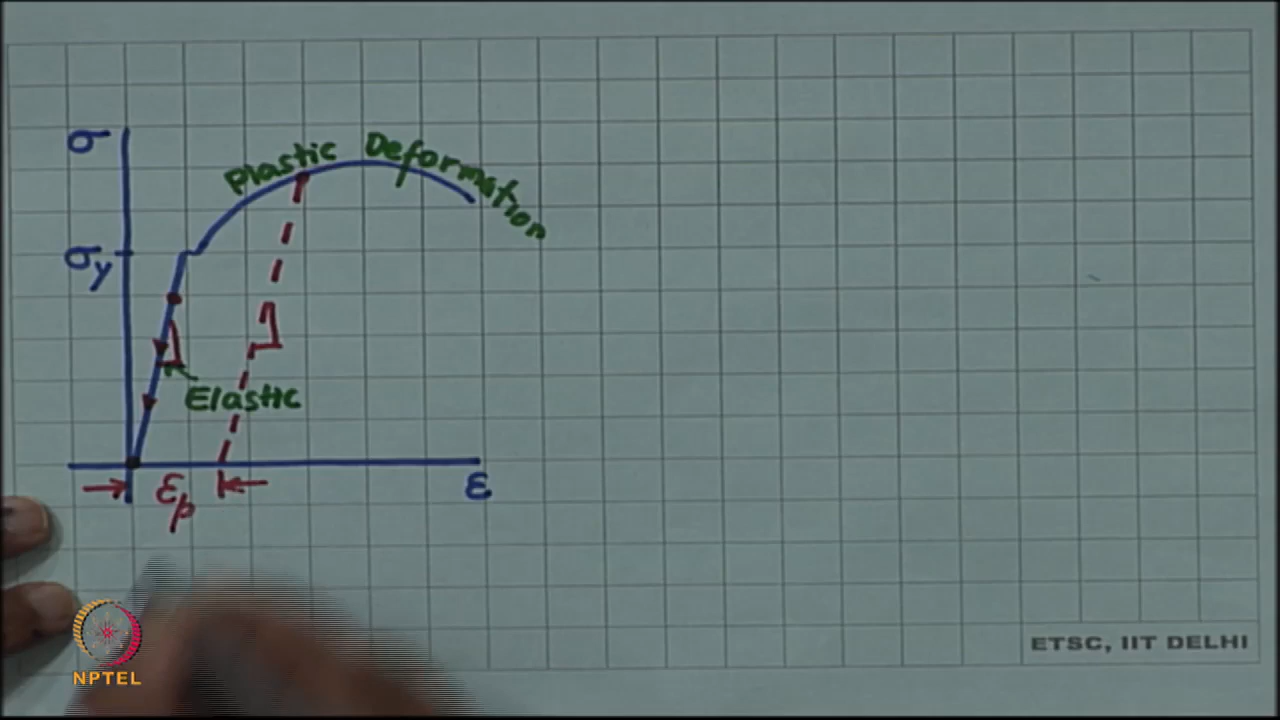 σ
Plastic Deformation
σy
Elastic
εp
ε
ETSC, IIT DELHI
NPTEL